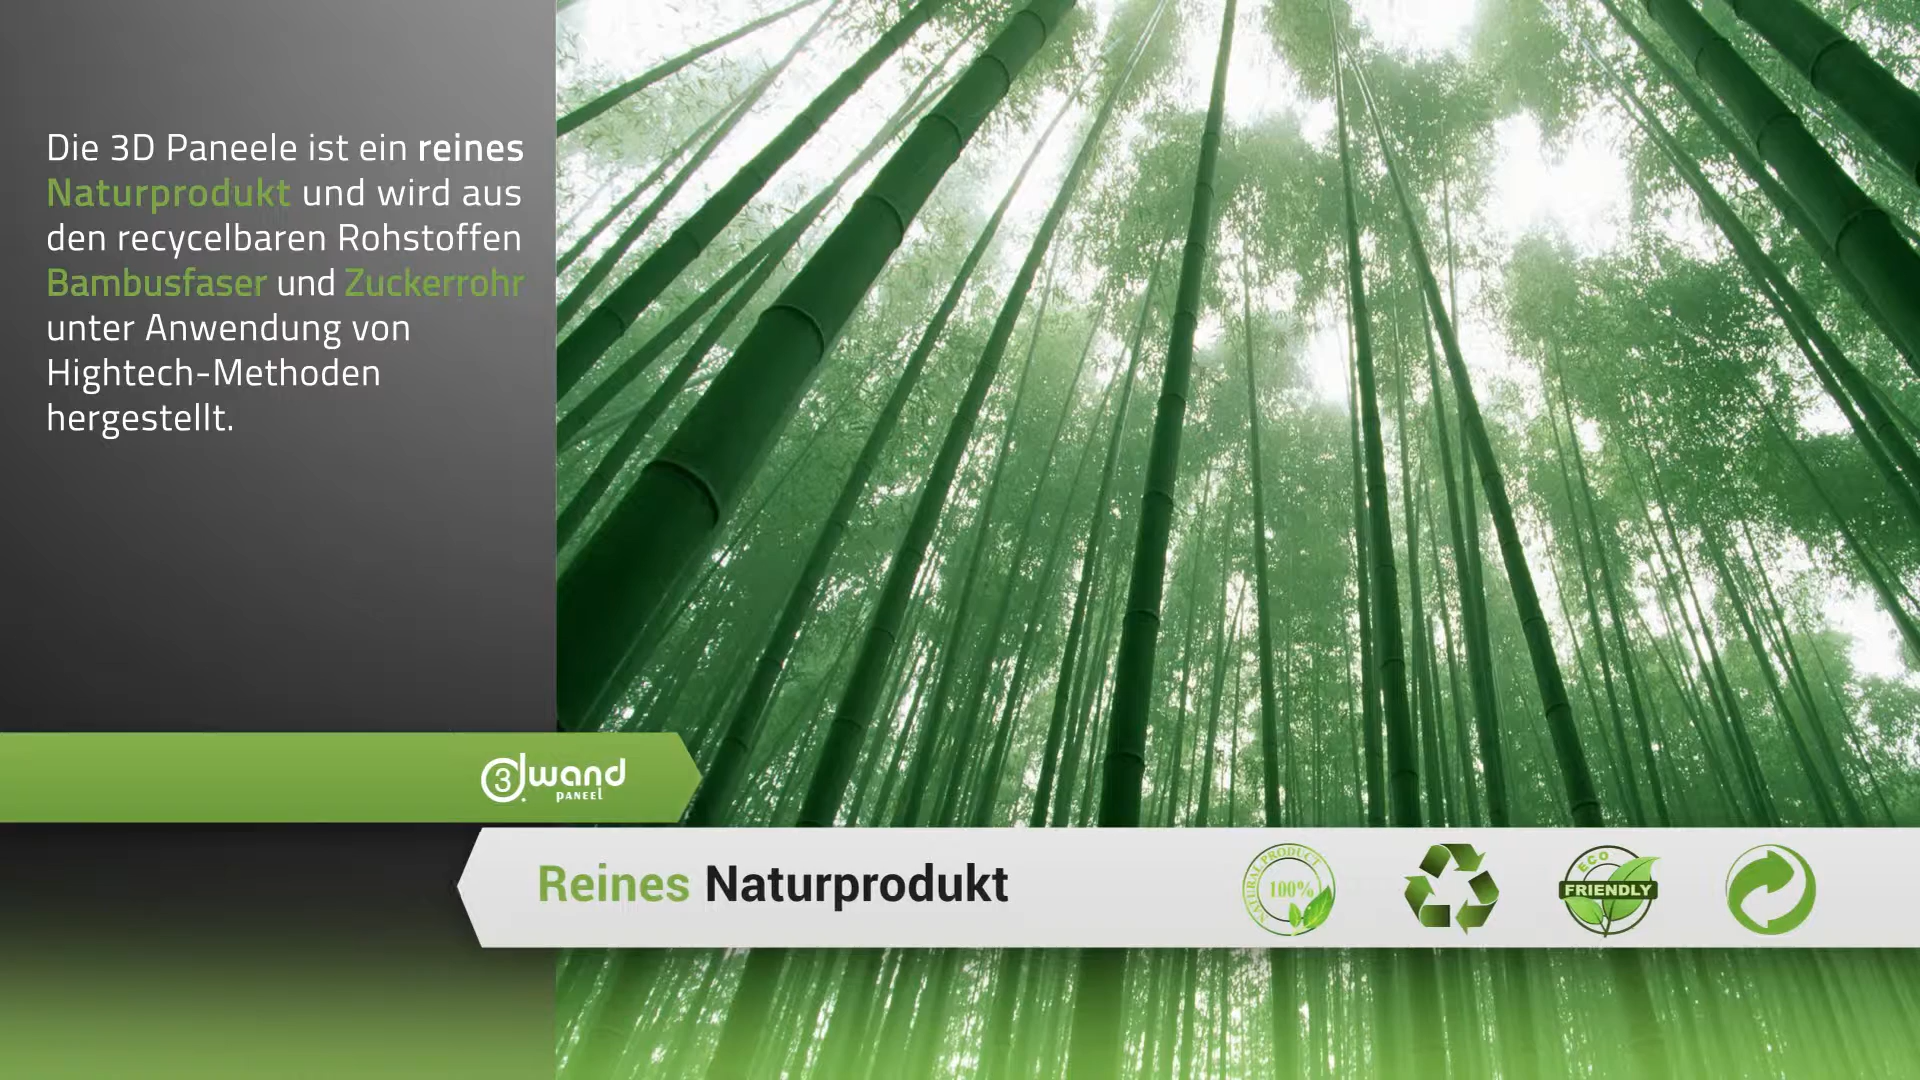 Die 3D Paneele ist ein reines
Naturprodukt und wird aus
den recycelbaren Rohstoffen
Bambusfaser und Zuckerrohr
unter Anwendung von
Hightech-Methoden
hergestellt.
3d wand
PANEEL
Reines Naturprodukt
NATURAL PRODUCT
100%
ECO
FRIENDLY